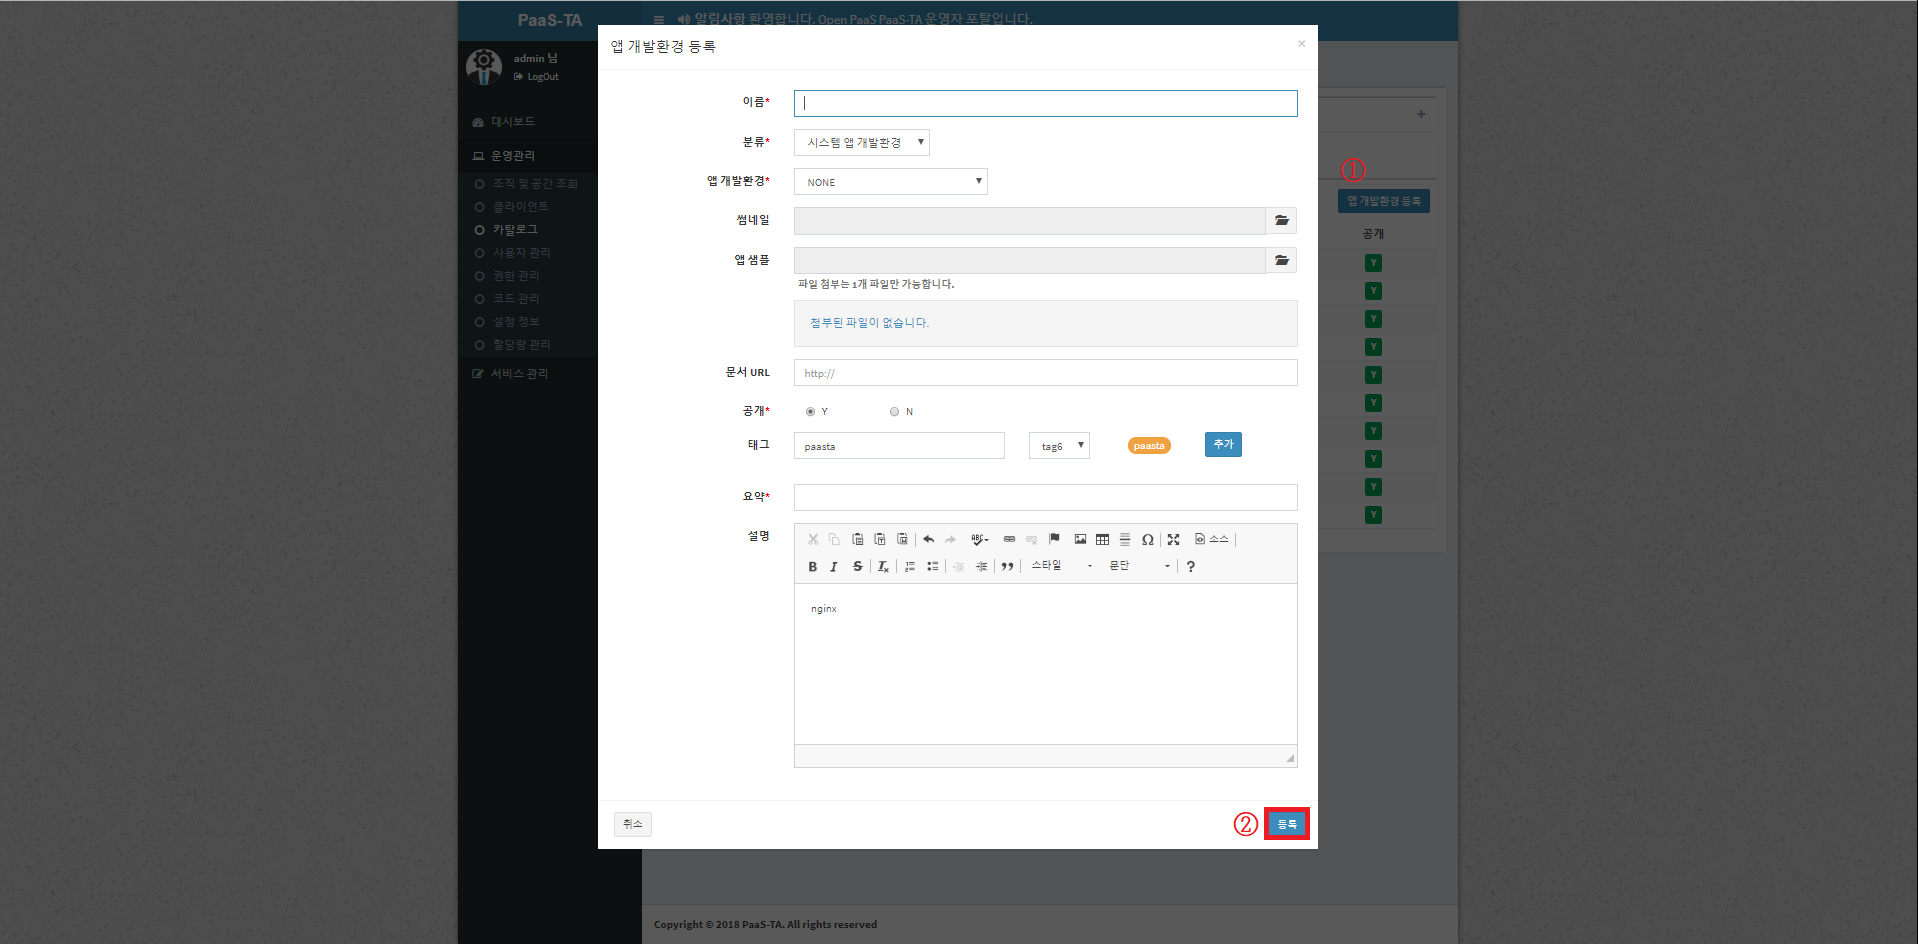 PaaS-TA
알림사항 환영합니다. Open PaaS PaaS-TA 운영자 포탈입니다.
admin 님
LogOut
대시보드
운영관리
조직 및 공간 조회
클라이언트
카탈로그
사용자 관리
권한 관리
코드 관리
설정 정보
할당량 관리
서비스 관리
앱 개발환경 등록
×
이름*
분류*
시스템 앱 개발환경
앱 개발환경*
NONE
썸네일
앱 샘플
파일 첨부는 1개 파일만 가능합니다.
첨부된 파일이 없습니다.
문서 URL
http://
공개*
Y
N
태그
paasta
tag6
paasta
추가
요약*
설명
ABC
소스
B I S Tx
스타일
문단
?
nginx
취소
②
등록
+
①
앱 개발환경 등록
공개
Y
Y
Y
Y
Y
Y
Y
Y
Y
Y
Copyright © 2018 PaaS-TA. All rights reserved